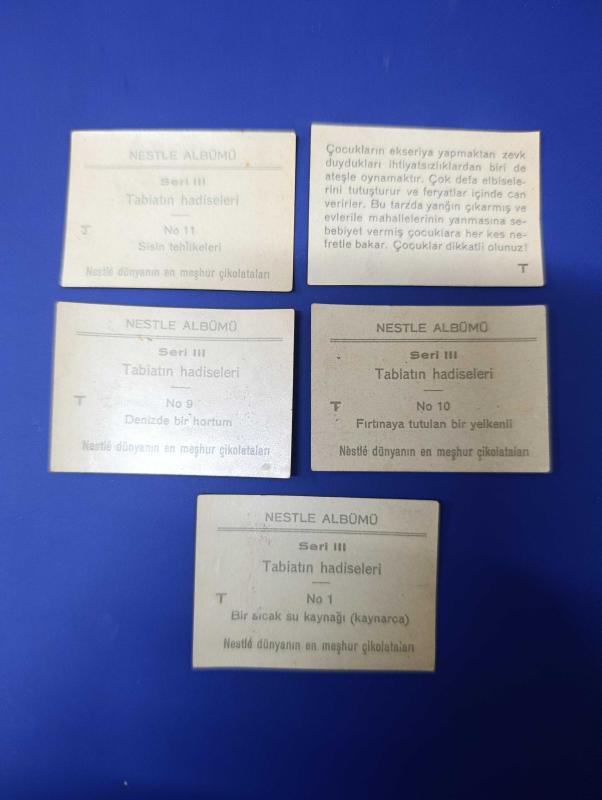 NESTLE ALBÜMÜ
Seri III
Tabiatın hadiseleri
T
No 11
Sisin tehlikeleri
Nestlé dünyanın en meşhur çikolataları
Çocukların ekseriya yapmaktan zevk
duydukları ihtiyatsızlıklardan biri de
ateşle oynamaktır. Çok defa elbisele-
rini tutuşturur ve feryatlar içinde can
verirler. Bu tarzda yangın çıkarmış ve
evlerile mahallelerinin yanmasına se-
bebiyet vermiş çocuklara her kes ne-
fretle bakar. Çocuklar dikkatli olunuz!
T
NESTLE ALBÜMÜ
Seri III
Tabiatın hadiseleri
T
No 9
Denizde bir hortum
Nestlé dünyanın en meşhur çikolataları
NESTLE ALBÜMÜ
Seri III
Tabiatın hadiseleri
T
No 10
Fırtınaya tutulan bir yelkenli
Nèstlé dünyanın en meşhur çikolataları
NESTLE ALBÜMÜ
Seri III
Tabiatın hadiseleri
T
No 1
Bir sıcak su kaynağı (kaynarca)
Nestlé dünyanın en meşhur çikolataları